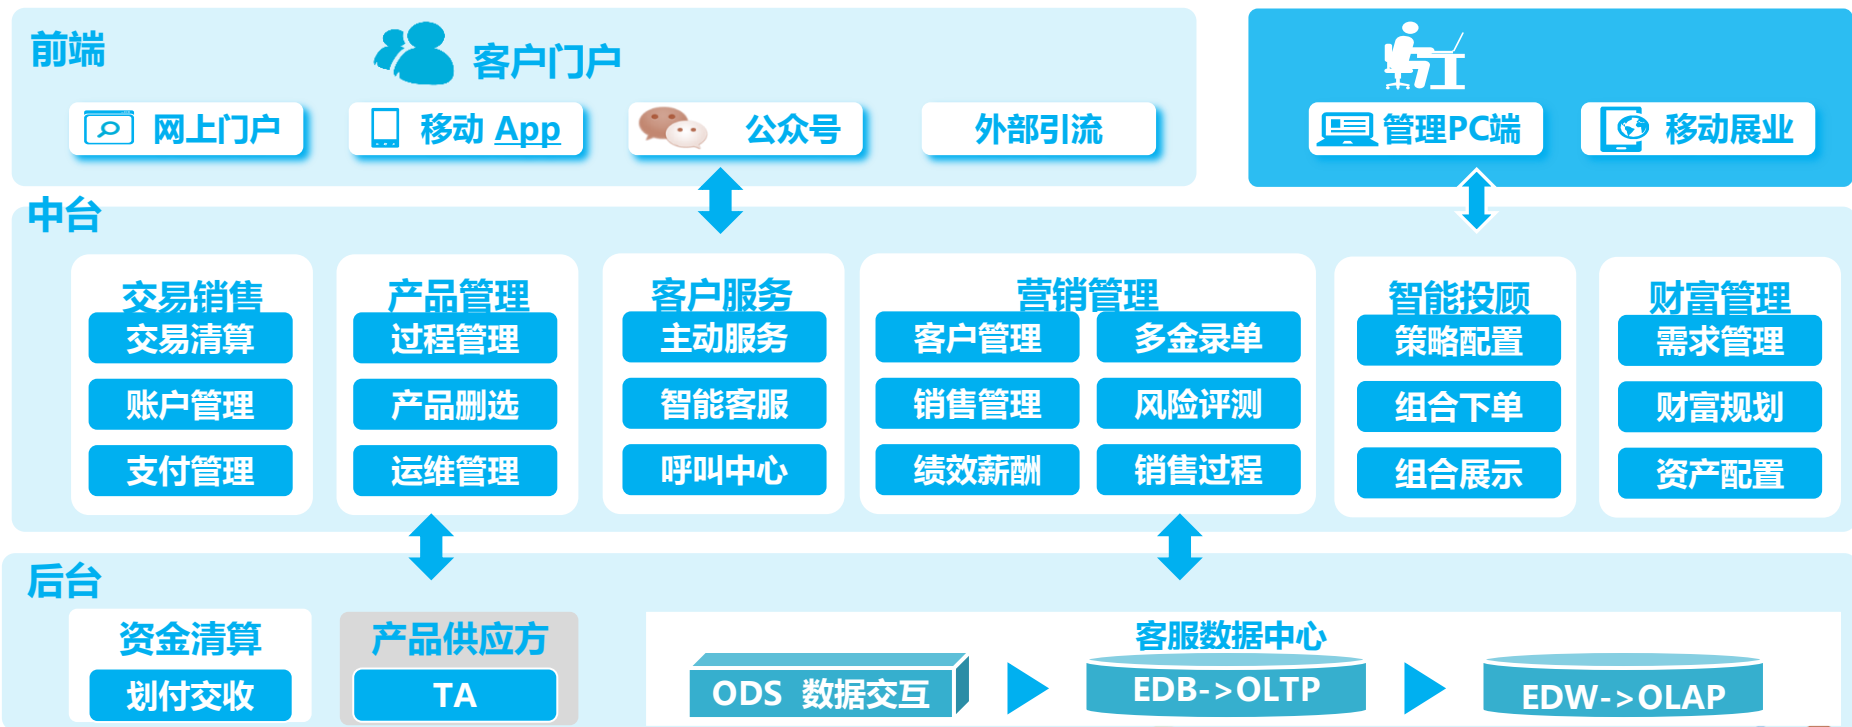 前端
客户门户
网上门户
移动 App
公众号
外部引流
管理PC端
移动展业
中台
交易销售
交易清算
账户管理
支付管理
产品管理
过程管理
产品删选
运维管理
客户服务
主动服务
智能客服
呼叫中心
营销管理
客户管理
多金录单
销售管理
风险评测
绩效薪酬
销售过程
智能投顾
策略配置
组合下单
组合展示
财富管理
需求管理
财富规划
资产配置
后台
资金清算
划付交收
产品供应方
TA
客服数据中心
ODS 数据交互
EDB->OLTP
EDW->OLAP